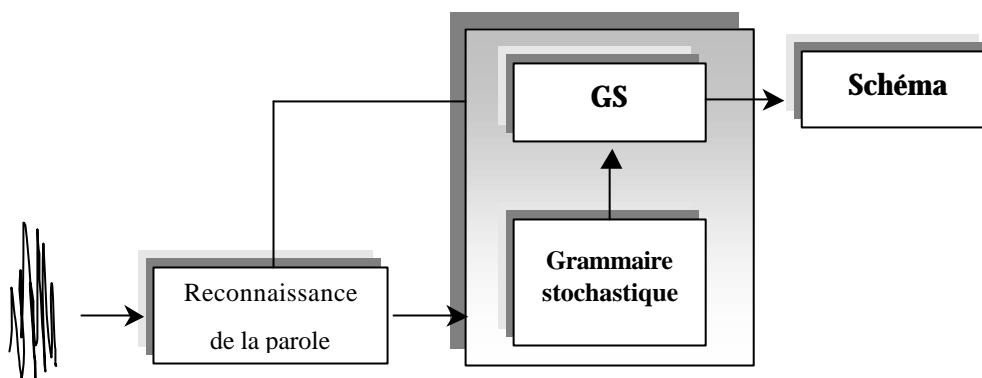 GS
Schéma
Grammaire
stochastique
Reconnaissance
de la parole